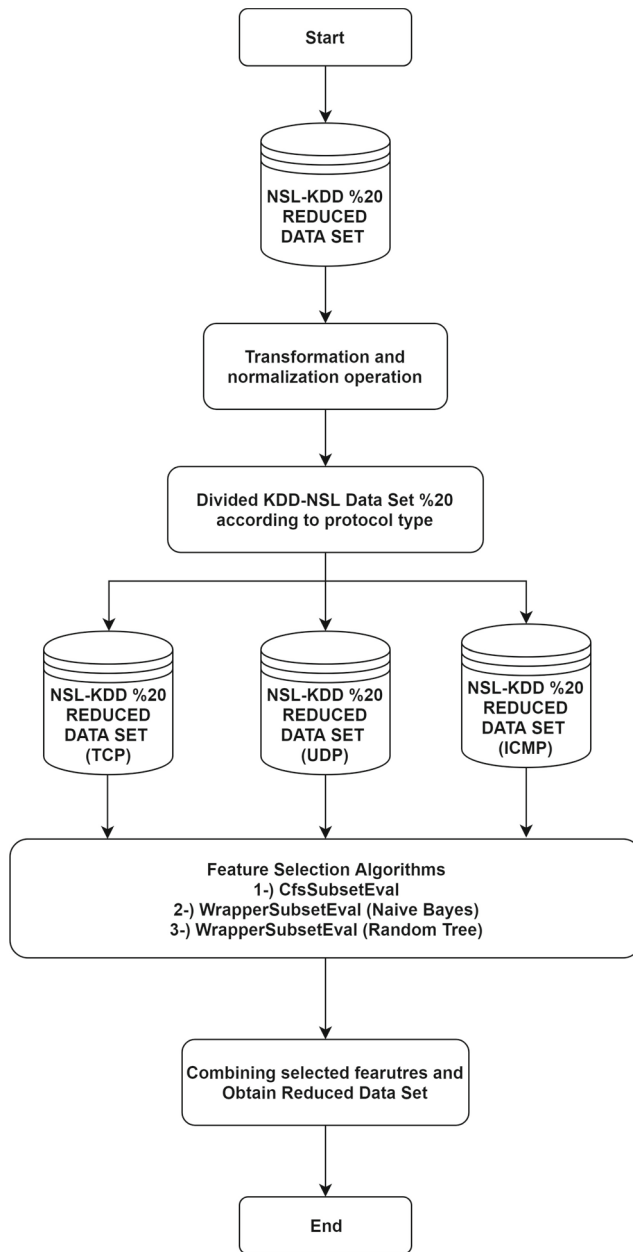 Start
NSL-KDD %20
REDUCED
DATA SET
Transformation and
normalization operation
Divided KDD-NSL Data Set %20
according to protocol type
NSL-KDD %20
REDUCED
DATA SET
(TCP)
NSL-KDD %20
REDUCED
DATA SET
(UDP)
NSL-KDD %20
REDUCED
DATA SET
(ICMP)
Feature Selection Algorithms
1-) CfsSubsetEval
2-) WrapperSubsetEval (Naive Bayes)
3-) WrapperSubsetEval (Random Tree)
Combining selected fearutres and
Obtain Reduced Data Set
End